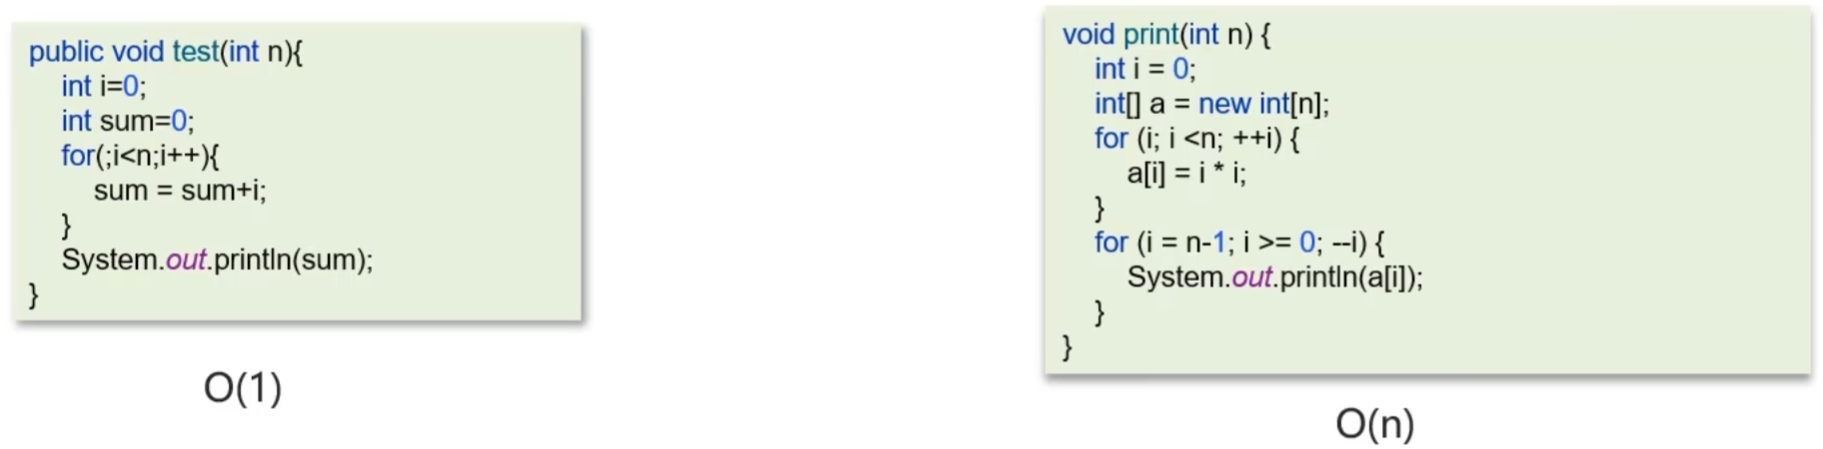 public void test(int n){
int i=0;
int sum=0;
for(;i<n;i++){
sum = sum+i;
}
System.out.println(sum);
}
O(1)
void print(int n) {
int i = 0;
int[] a = new int[n];
for (i; i <n; ++i) {
a[i] = i * i;
}
for (i = n-1; i >= 0; --i) {
System.out.println(a[i]);
}
}
O(n)